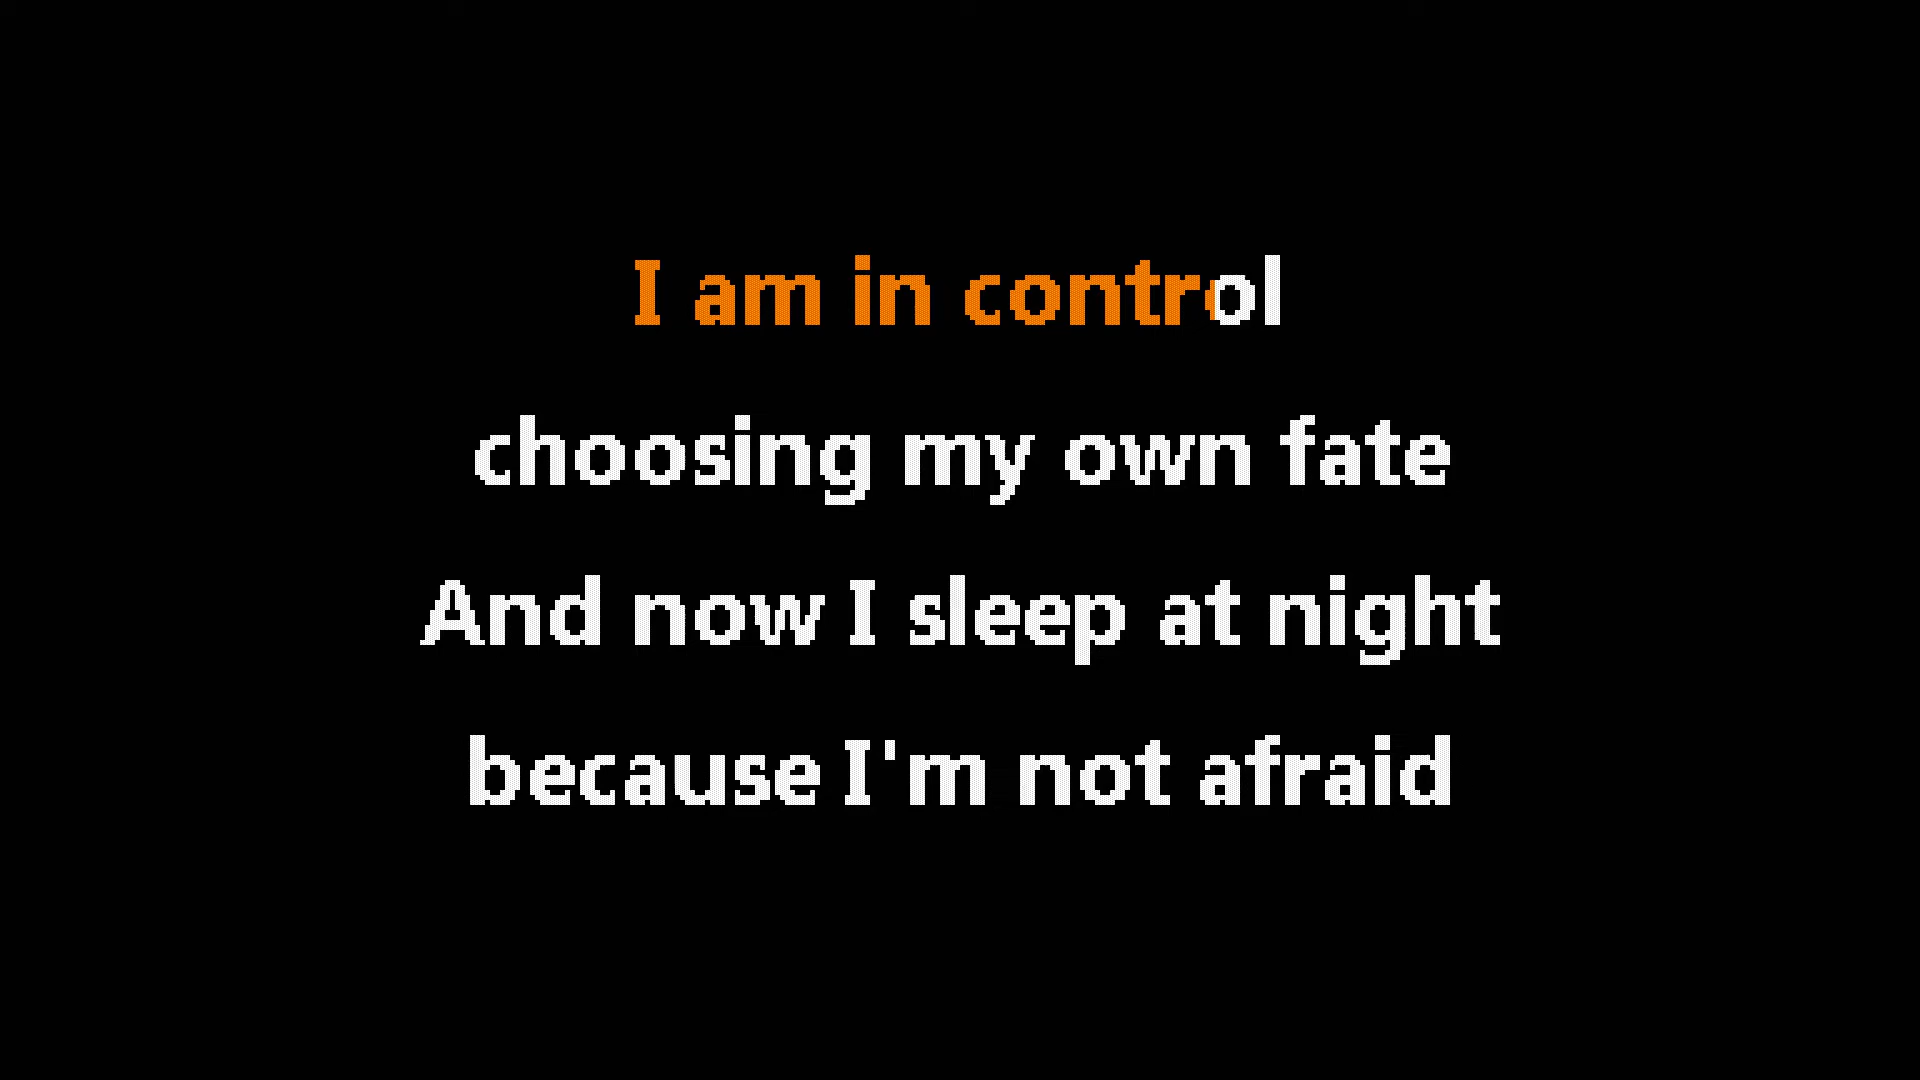 I am in control
choosing my own fate
And now I sleep at night
because I'm not afraid